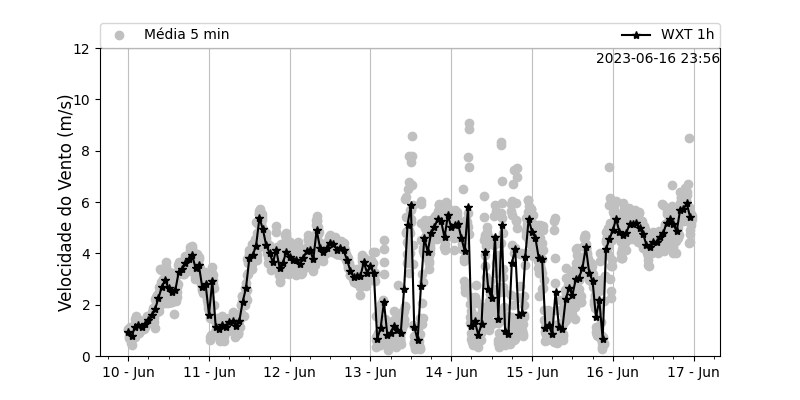 Média 5 min
WXT 1h
2023-06-16 23:56
Velocidade do Vento (m/s)
12
10
8
6
4
2
0
10 - Jun
11 - Jun
12 - Jun
13 - Jun
14 - Jun
15 - Jun
16 - Jun
17 - Jun